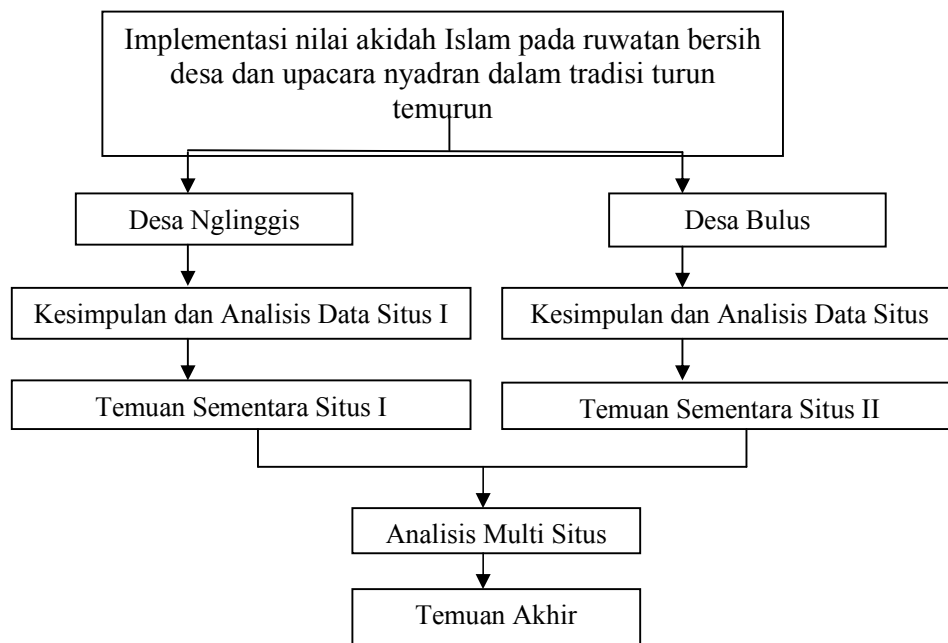 Implementasi nilai akidah Islam pada ruwatan bersih
desa dan upacara nyadran dalam tradisi turun
temurun
Desa Nglinggis
Desa Bulus
Kesimpulan dan Analisis Data Situs I
Kesimpulan dan Analisis Data Situs
Temuan Sementara Situs I
Temuan Sementara Situs II
Analisis Multi Situs
Temuan Akhir